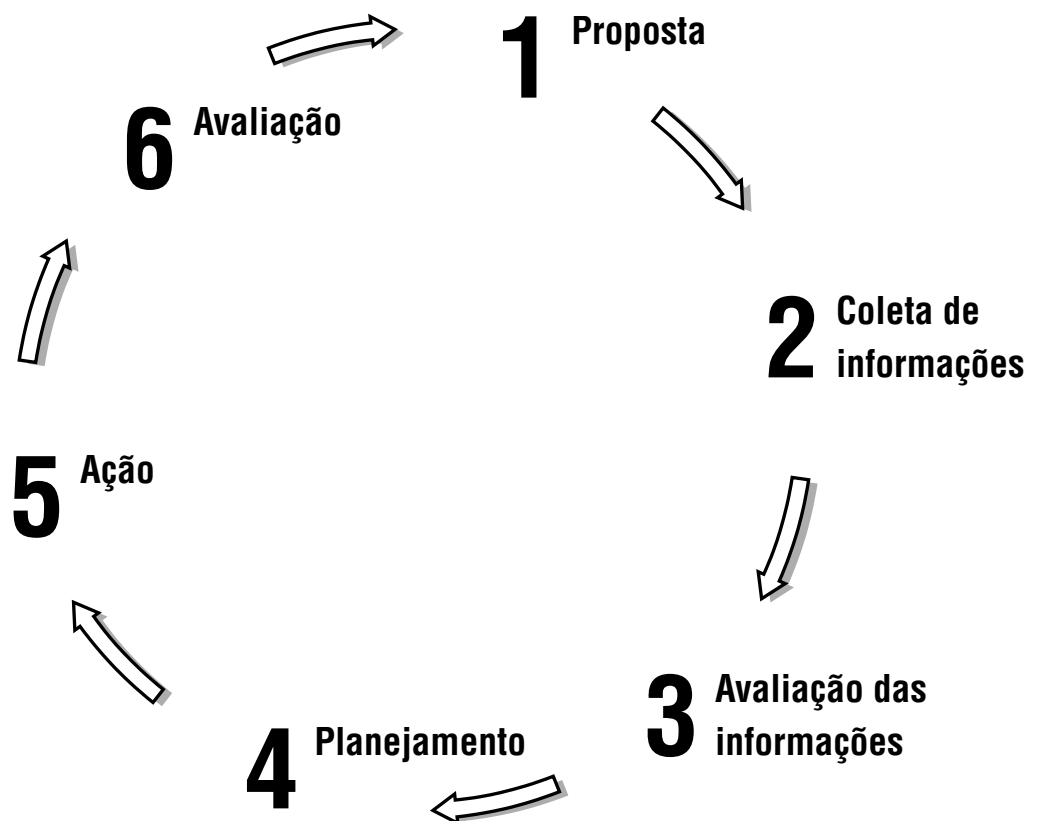 1 Proposta
2 Coleta de
informações
3 Avaliação das
informações
4 Planejamento
5 Ação
6 Avaliação